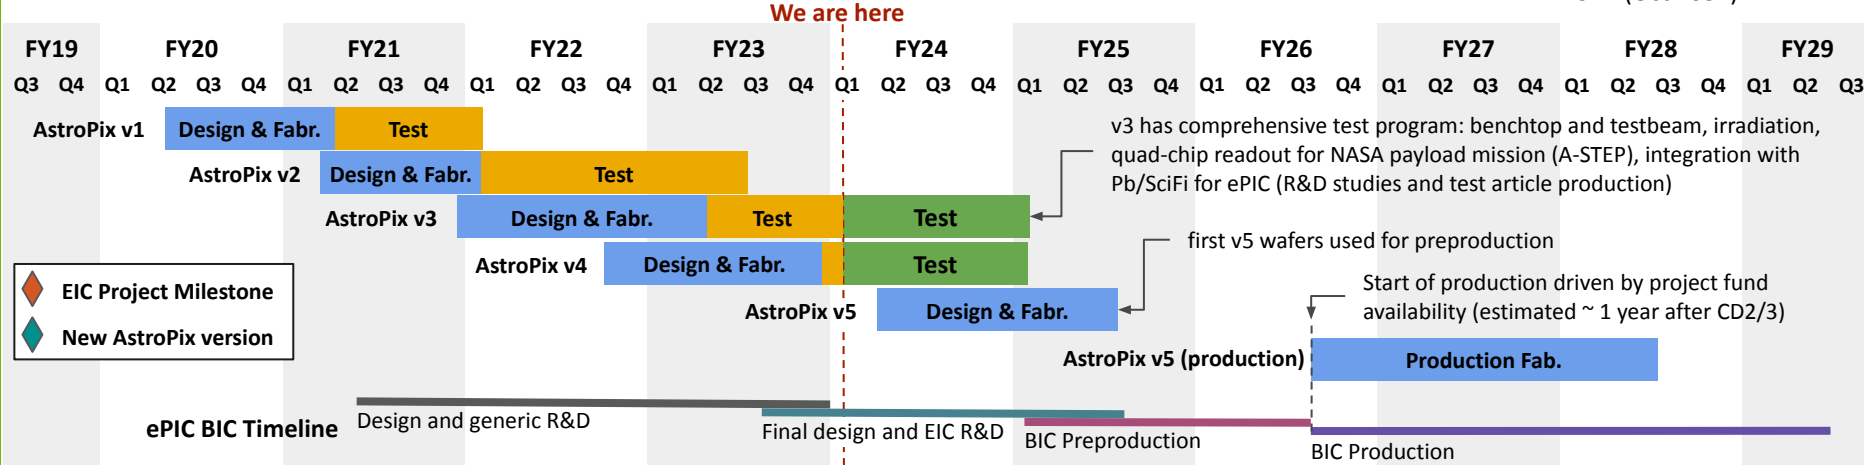 We are here
FY19 FY20 FY21 FY22 FY23 FY24 FY25 FY26 FY27 FY28 FY29
Q3 Q4 Q1 Q2 Q3 Q4 Q1 Q2 Q3 Q4 Q1 Q2 Q3 Q4 Q1 Q2 Q3 Q4 Q1 Q2 Q3 Q4 Q1 Q2 Q3 Q4 Q1 Q2 Q3 Q4 Q1 Q2 Q3 Q4 Q1 Q2 Q3 Q4 Q1 Q2 Q3
AstroPix v1 Design & Fabr. Test
v3 has comprehensive test program: benchtop and testbeam, irradiation,
quad-chip readout for NASA payload mission (A-STEP), integration with
Pb/SciFi for ePIC (R&D studies and test article production)
AstroPix v2 Design & Fabr. Test
AstroPix v3 Design & Fabr. Test Test
first v5 wafers used for preproduction
AstroPix v4 Design & Fabr. Test
EIC Project Milestone
New AstroPix version
AstroPix v5 Design & Fabr.
Start of production driven by project fund
availability (estimated ~ 1 year after CD2/3)
AstroPix v5 (production) Production Fab.
ePIC BIC Timeline
Design and generic R&D
Final design and EIC R&D
BIC Preproduction
BIC Production